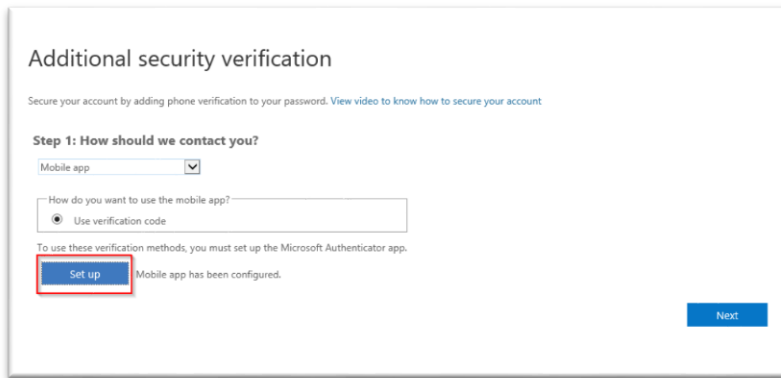 Additional security verification
Secure your account by adding phone verification to your password. View video to know how to secure your account
Step 1: How should we contact you?
Mobile app
How do you want to use the mobile app?
Use verification code
To use these verification methods, you must set up the Microsoft Authenticator app.
Set up Mobile app has been configured.
Next